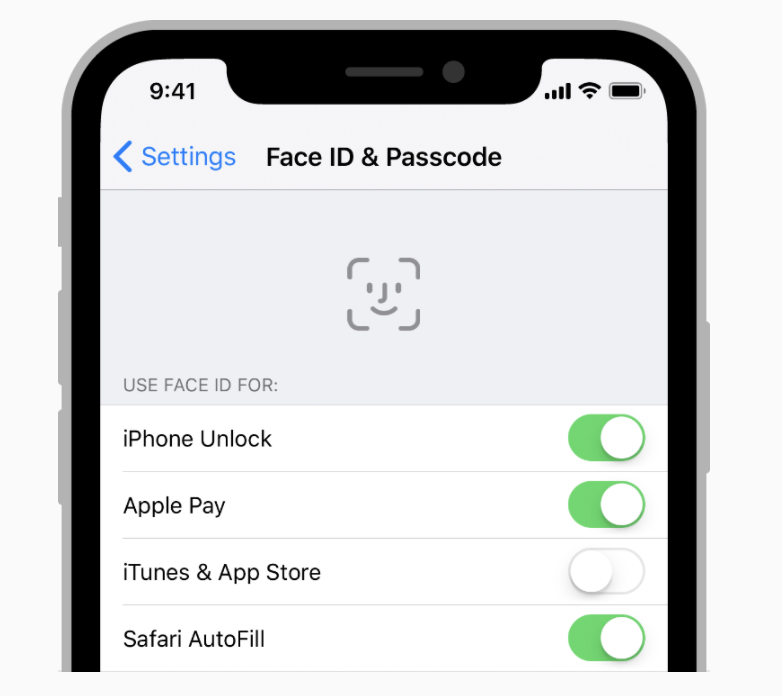 9:41
Settings Face ID & Passcode
USE FACE ID FOR:
iPhone Unlock
Apple Pay
iTunes & App Store
Safari AutoFill